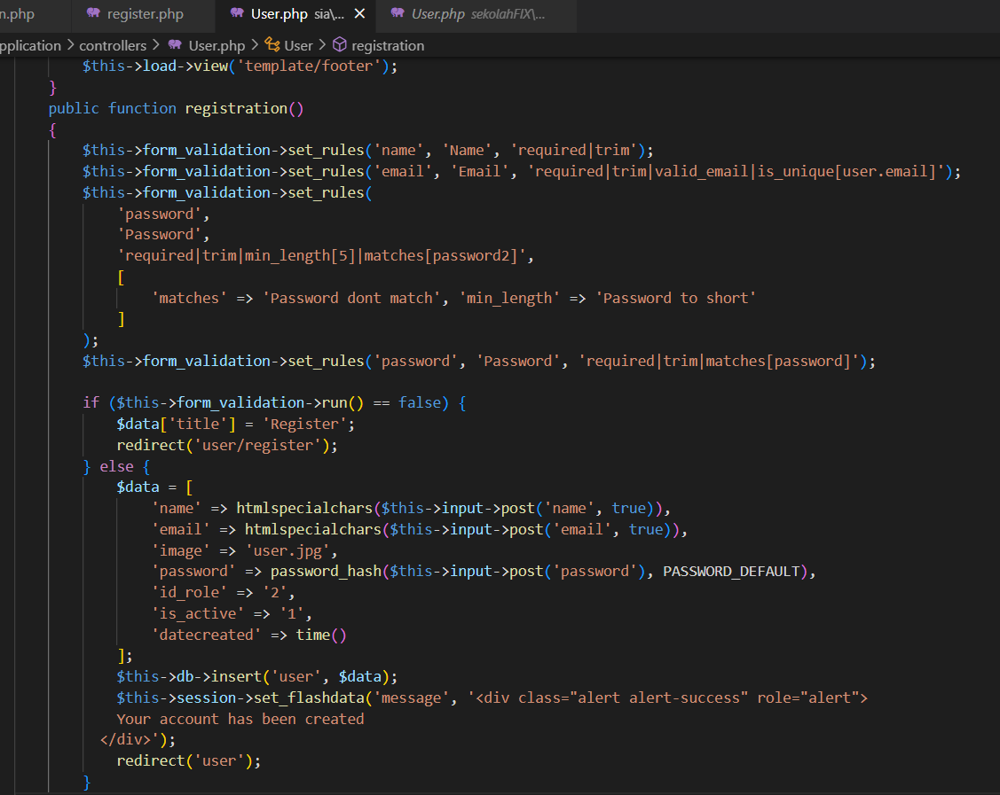 n.php register.php User.php sia\... User.php sekolahFIX\...
pplication > controllers > User.php > User > registration
$this->load->view('template/footer');
}
public function registration()
{
$this->form_validation->set_rules('name', 'Name', 'required|trim');
$this->form_validation->set_rules('email', 'Email', 'required|trim|valid_email|is_unique[user.email]');
$this->form_validation->set_rules(
'password',
'Password',
'required|trim|min_length[5]|matches[password2]',
[
'matches' => 'Password dont match', 'min_length' => 'Password to short'
]
);
$this->form_validation->set_rules('password', 'Password', 'required|trim|matches[password]');
if ($this->form_validation->run() == false) {
$data['title'] = 'Register';
redirect('user/register');
} else {
$data = [
'name' => htmlspecialchars($this->input->post('name', true)),
'email' => htmlspecialchars($this->input->post('email', true)),
'image' => 'user.jpg',
'password' => password_hash($this->input->post('password'), PASSWORD_DEFAULT),
'id_role' => '2',
'is_active' => '1',
'datecreated' => time()
];
$this->db->insert('user', $data);
$this->session->set_flashdata('message', '<div class="alert alert-success" role="alert">
Your account has been created
</div>');
redirect('user');
}